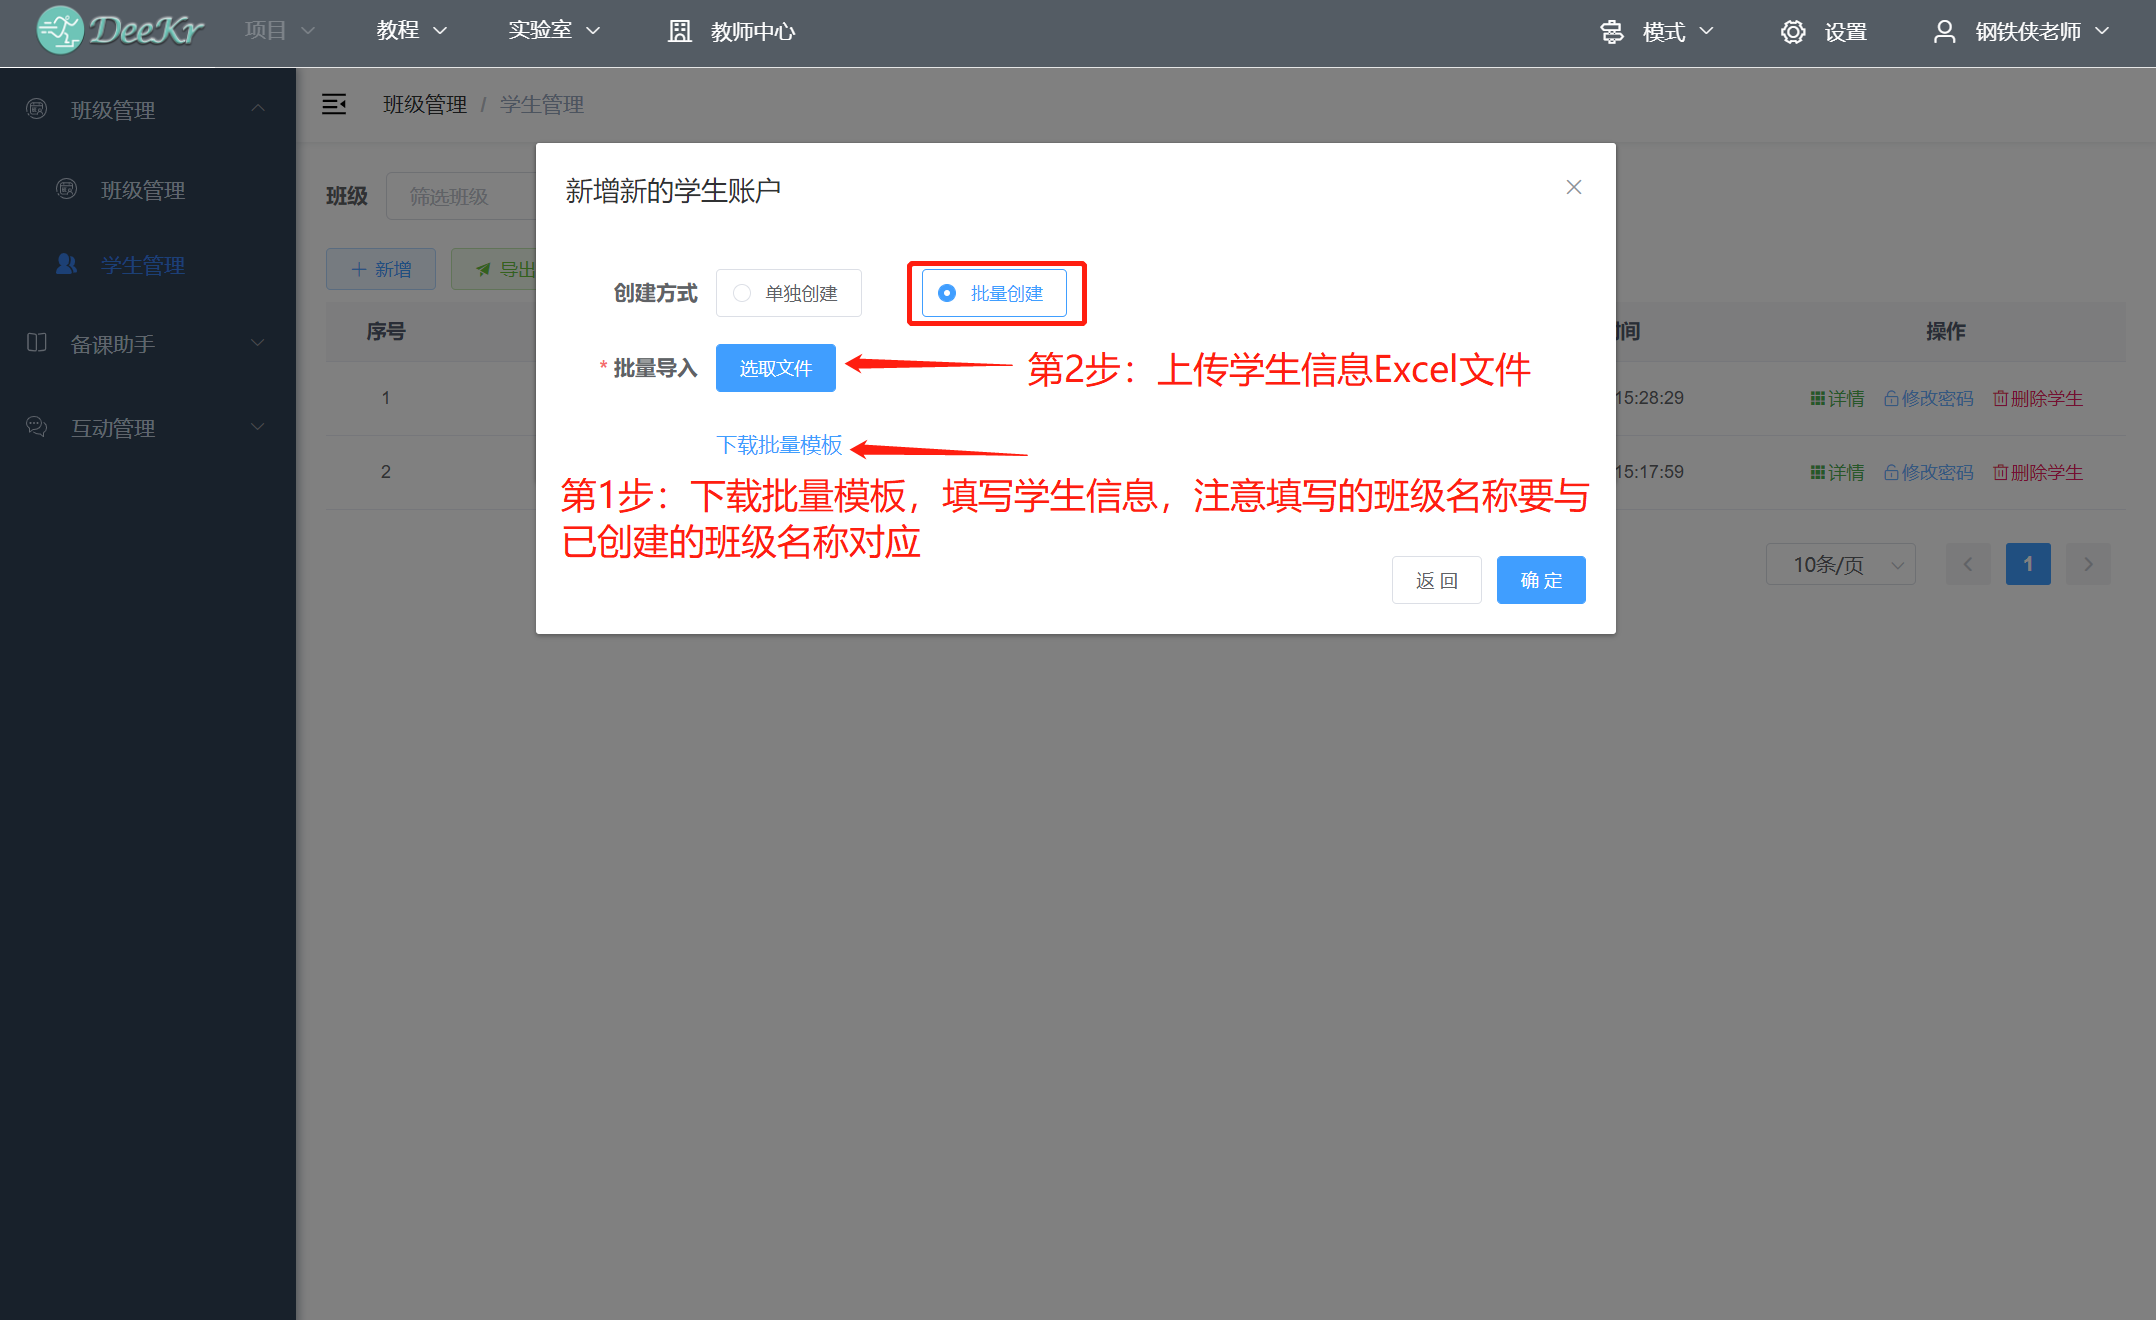 DeeKr
项目
教程
实验室
教师中心
模式
设置
钢铁侠老师
班级管理
班级管理
学生管理
备课助手
互动管理
班级管理 / 学生管理
班级 筛选班级
+ 新增
导出
序号
间
操作
1
15:28:29
详情
修改密码
删除学生
2
15:17:59
详情
修改密码
删除学生
10条/页
1
新增新的学生账户
创建方式
单独创建
批量创建
* 批量导入
选取文件
第2步：上传学生信息Excel文件
下载批量模板
第1步：下载批量模板，填写学生信息，注意填写的班级名称要与
已创建的班级名称对应
返 回
确 定